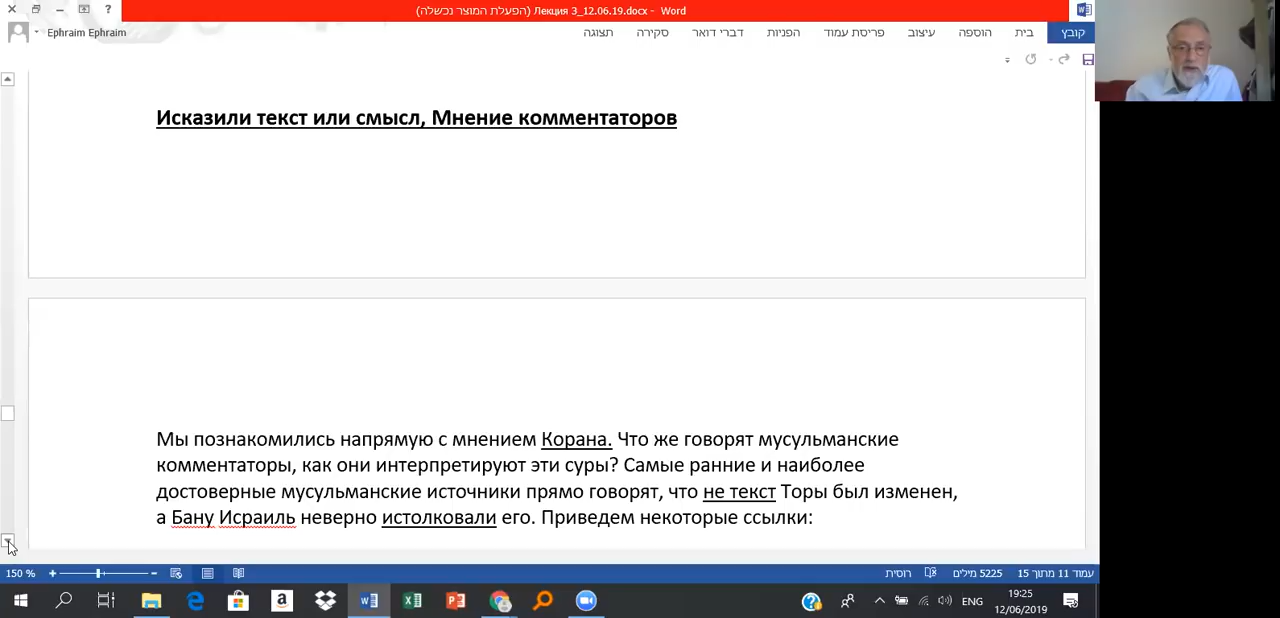 Лекция 3_12.06.19.docx - Word (הפעלת המוצר נכשלה)
Ephraim Ephraim
קובץ בית הוספה עיצוב פריסת עמוד הפניות דברי דואר סקירה תצוגה
Исказили текст или смысл, Мнение комментаторов
Мы познакомились напрямую с мнением Корана. Что же говорят мусульманские
комментаторы, как они интерпретируют эти суры? Самые ранние и наиболее
достоверные мусульманские источники прямо говорят, что не текст Торы был изменен,
а Бану Исраиль неверно истолковали его. Приведем некоторые ссылки:
עמוד 11 מתוך 15 5225 מילים רוסית
150 %
ENG
19:25
12/06/2019